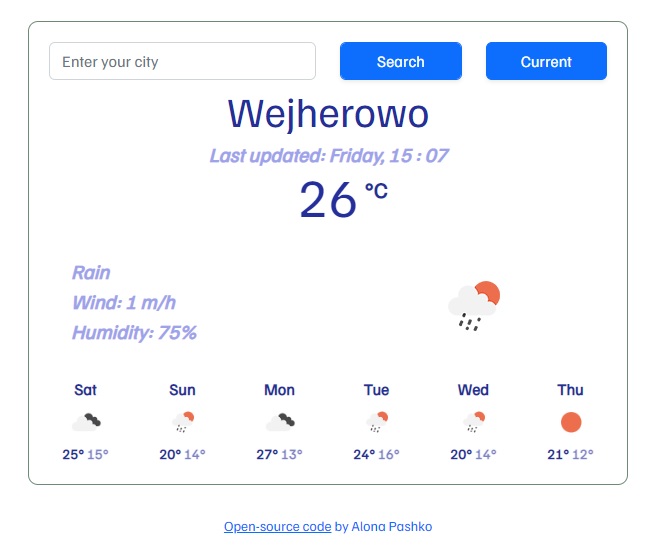 Enter your city Search Current
Wejherowo
Last updated: Friday, 15 : 07
26 °C
Rain
Wind: 1 m/h
Humidity: 75%
Sat Sun Mon Tue Wed Thu
25° 15° 20° 14° 27° 13° 24° 16° 20° 14° 21° 12°
Open-source code by Alona Pashko